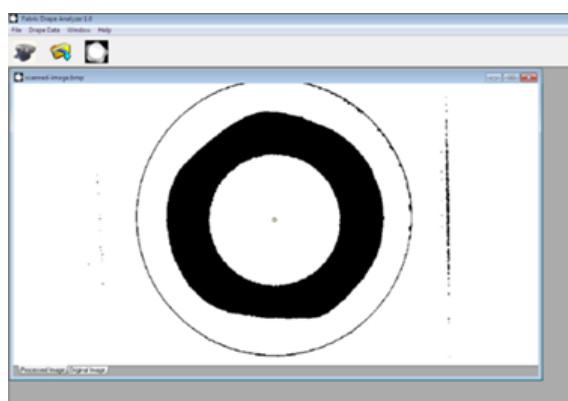 Fabric Drape Analyzer 1.0
File Drape Data Window Help
scanned-image.bmp
Processed Image Original Image